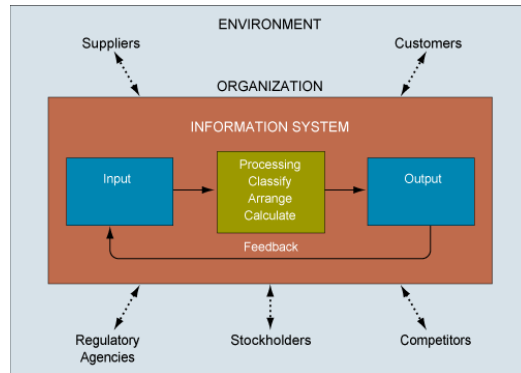 ENVIRONMENT
Suppliers
Customers
ORGANIZATION
INFORMATION SYSTEM
Input
Processing
Classify
Arrange
Calculate
Output
Feedback
Regulatory
Agencies
Stockholders
Competitors